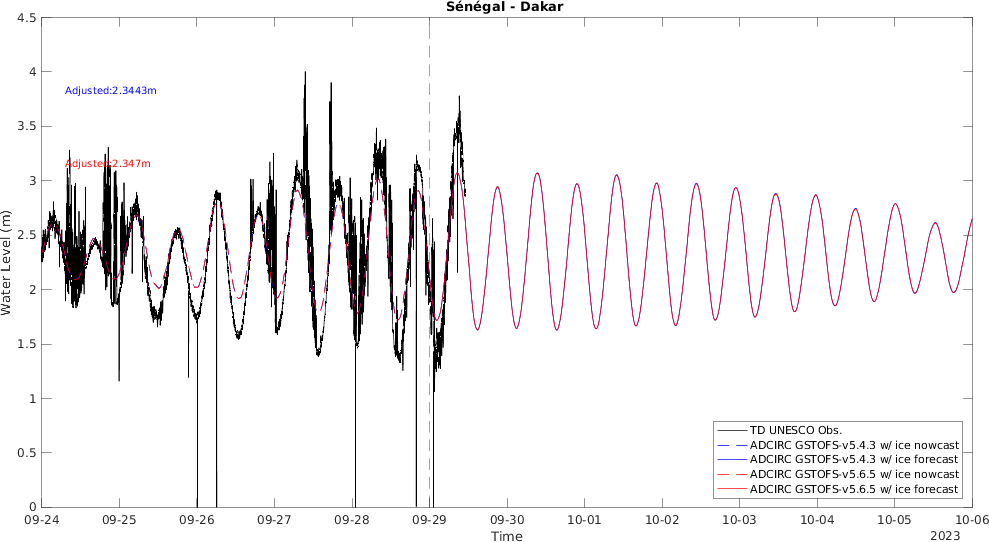 Sénégal - Dakar
4.5
4
3.5
3
2.5
2
1.5
1
0.5
0
Water Level (m)
Adjusted:2.3443m
Adjusted:2.347m
TD UNESCO Obs.
ADCIRC GSTOFS-v5.4.3 w/ ice nowcast
ADCIRC GSTOFS-v5.4.3 w/ ice forecast
ADCIRC GSTOFS-v5.6.5 w/ ice nowcast
ADCIRC GSTOFS-v5.6.5 w/ ice forecast
09-24 09-25 09-26 09-27 09-28 09-29 09-30 10-01 10-02 10-03 10-04 10-05 10-06
Time
2023